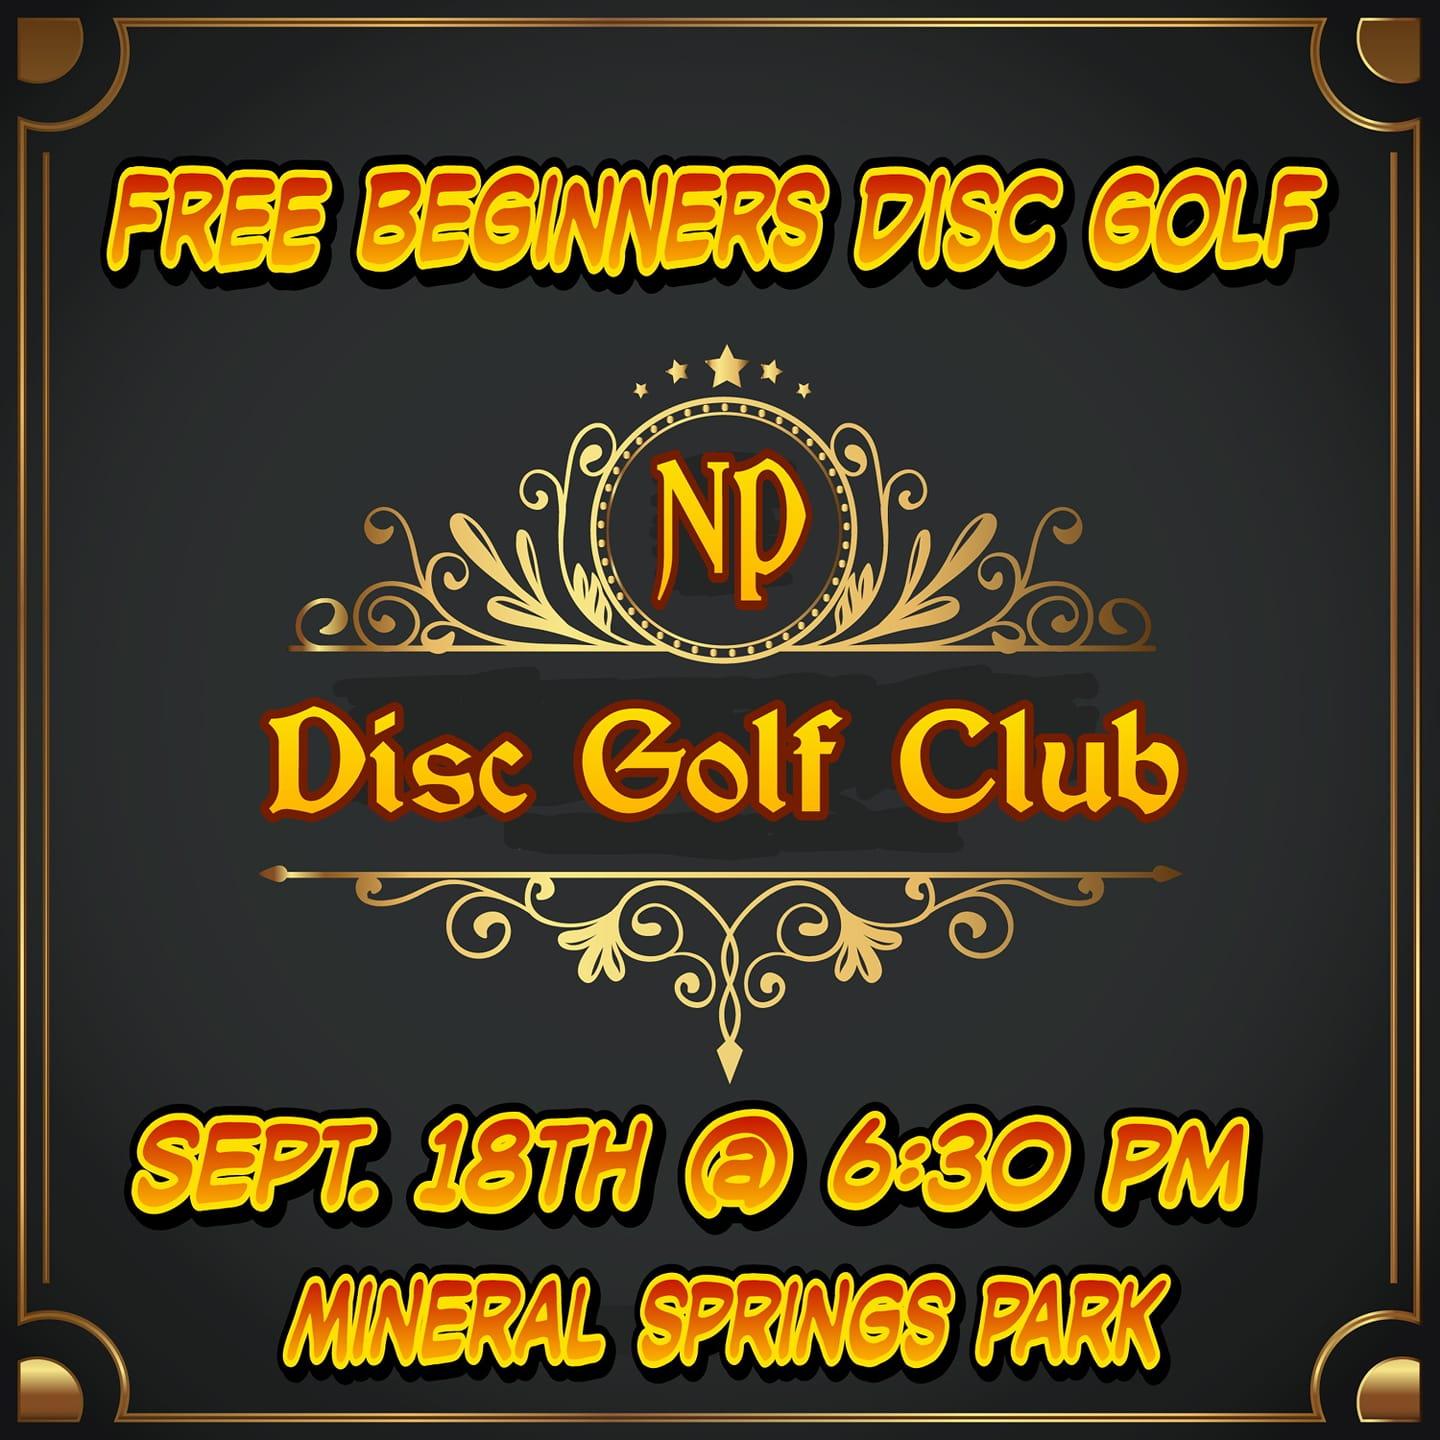 FREE BEGINNERS DISC GOLF
NP
Disc Golf Club
SEPT. 18TH @ 6:30 PM
MINERAL SPRINGS PARK